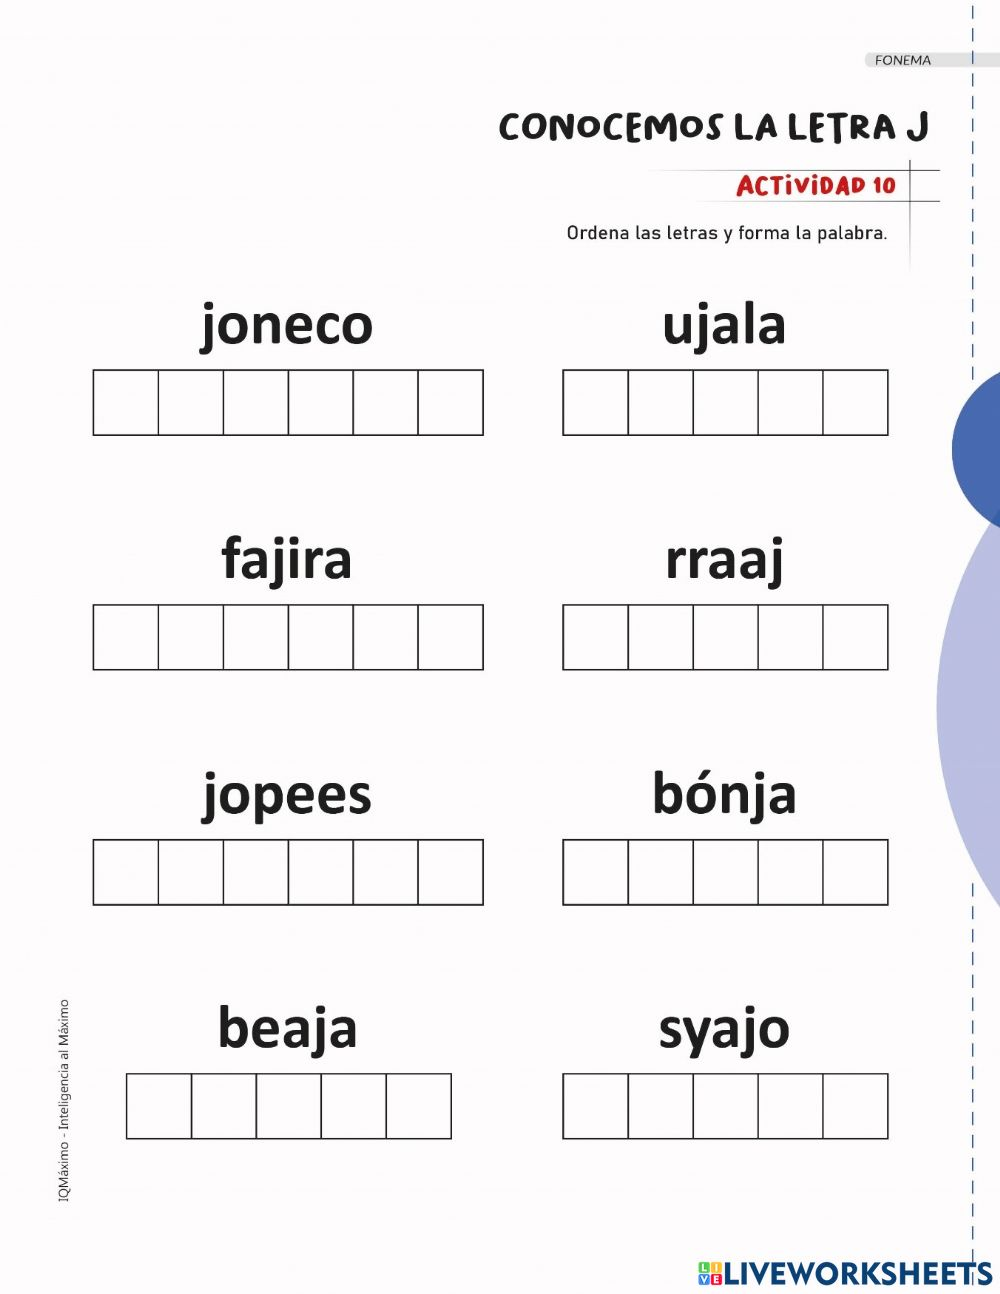 FONEMA
CONOCEMOS LA LETRA J
ACTIVIDAD 10
Ordena las letras y forma la palabra.
joneco
ujala
fajira
rraaj
jopees
bónja
beaja
syajo
IQMáximo - Inteligencia al Máximo
LIVE LIVEWORKSHEETS